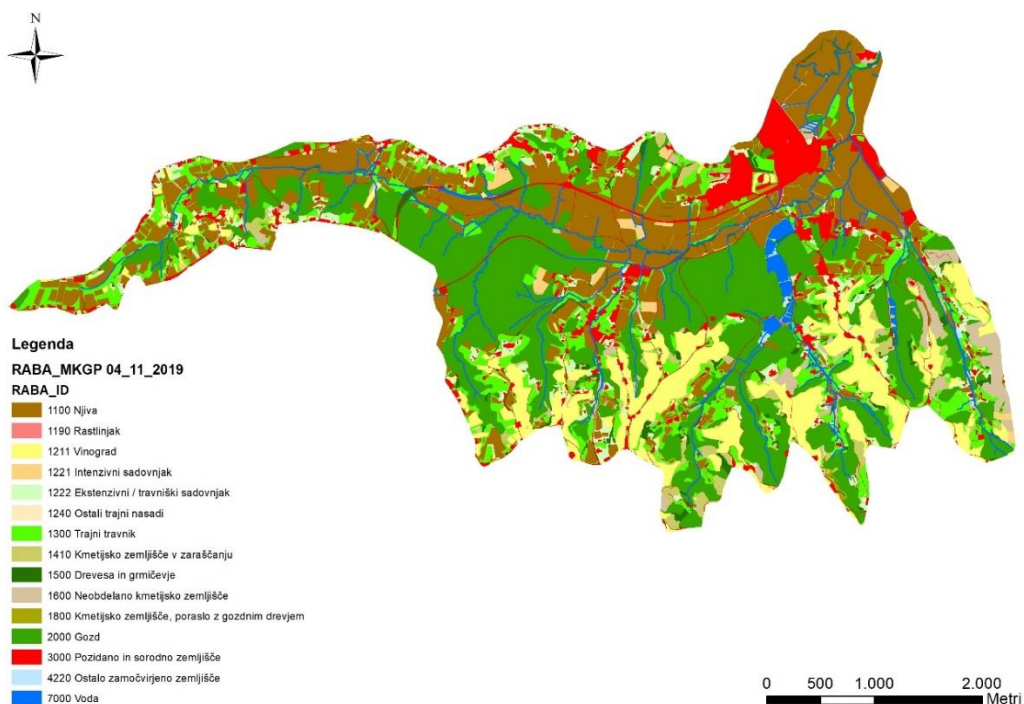 N
Legenda
RABA_MKGP 04_11_2019
RABA_ID
1100 Njiva
1190 Rastlinjak
1211 Vinograd
1221 Intenzivni sadovnjak
1222 Ekstenzivni / travniški sadovnjak
1240 Ostali trajni nasadi
1300 Trajni travnik
1410 Kmetijsko zemljišče v zaraščanju
1500 Drevesa in grmičevje
1600 Neobdelano kmetijsko zemljišče
1800 Kmetijsko zemljišče, poraslo z gozdnim drevjem
2000 Gozd
3000 Pozidano in sorodno zemljišče
4220 Ostalo zamočvirjeno zemljišče
7000 Voda
0 500 1.000 2.000
Metri